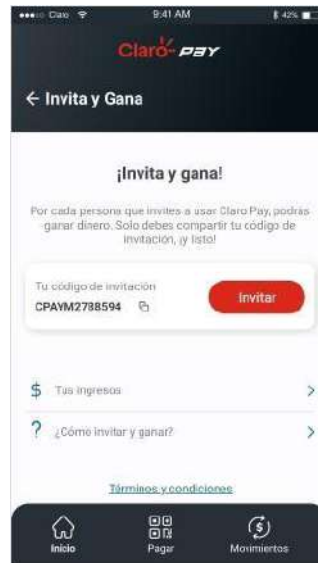 Claro 9:41 AM 42%
Claro- pay
Invita y Gana
¡Invita y gana!
Por cada persona que invites a usar Claro Pay, podrás
ganar dinero. Solo debes compartir tu código de
invitación, ¡y listo!
Tu código de invitación
CPAYM2738594
Invitar
$ Tus ingresos
? ¿Cómo invitar y ganar?
Términos y condiciones
Inicio Pagar Movimientos